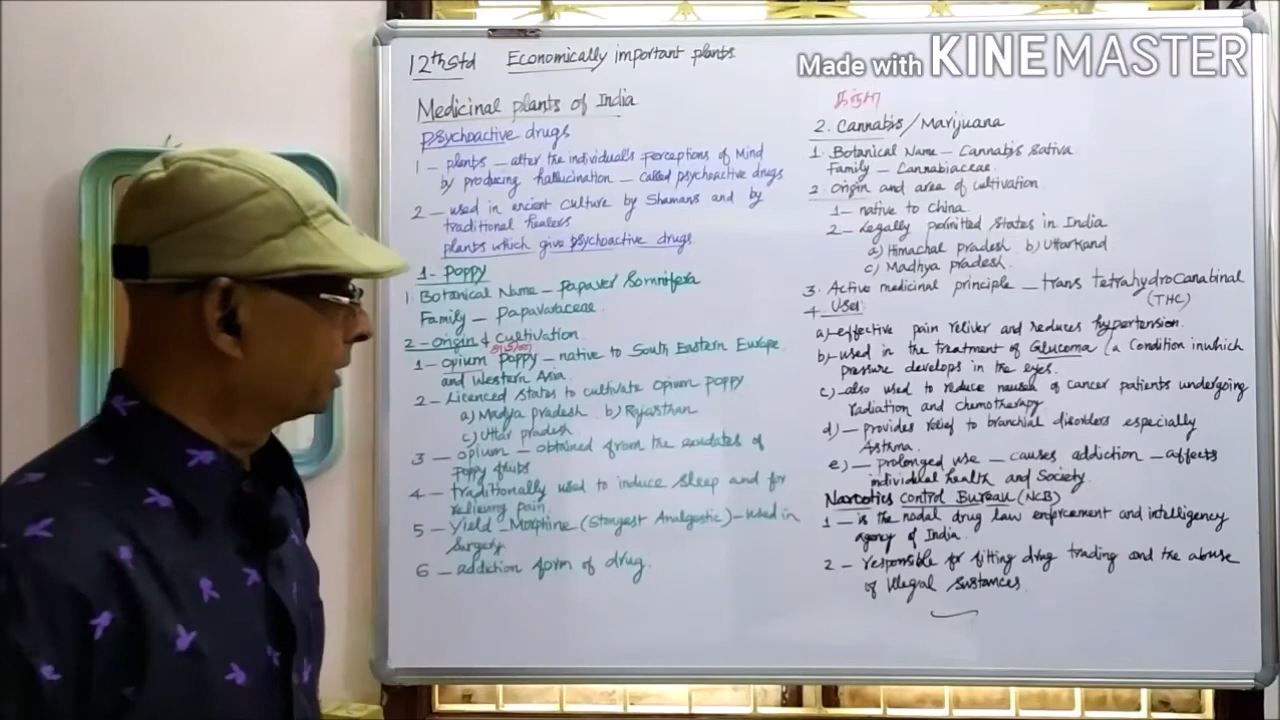 12th Std Economically important plants
Medicinal plants of India
Psychoactive drugs
1 – plants – alter the individuals perceptions of Mind
by producing hallucination – called psychoactive drugs
2 – used in ancient culture by Shamans and by
traditional healers
plants which give psychoactive drugs
1 - Poppy
1 Botanical Name – Papaver Somnifera
Family – Papavaraceae.
2 - Origin & cultivation
1 – Opium Poppy – native to South Eastern Europe
and Western Asia.
2 – Licenced States to cultivate Opium poppy
a) Madya pradesh b) Rajasthan
c) Uttar pradesh
3 – opium – obtained from the exudates of
poppy fruits
4 – traditionally used to induce sleep and for
relieving pain.
5 – Yield – Morphine (Stongest Analgestic) – used in
Surgery
6 – addiction form of drug.
Made with KINEMASTER
2. Cannabis / Marijuana
1. Botanical Name – Cannabis Sativa
Family – Cannabiaceae.
2. Origin and area of cultivation
1 – native to China
2 – Legally permitted states in India
a) Himachal pradesh b) Uttarkand
c) Madhya pradesh.
3. Active medicinal principle – trans TetrahydroCanabinal
(THC)
4 – Uses:
a) – effective pain reliver and reduces hypertension.
b) – used in the treatment of Glucoma (a Condition inwhich
pressure develops in the eyes.
c) – also used to reduce nausea of cancer patients undergoing
radiation and chemotherapy
d) – provides relief to branchial disorders especially
Asthma.
e) – prolonged use – causes addiction – affects
individual health and Society.
Narcotics Control Bureau (NCB)
1 – is the nodal drug law enforcement and intelligency
agency of India.
2 – responsible for fitting drug trading and the abuse
of illegal Sustances.